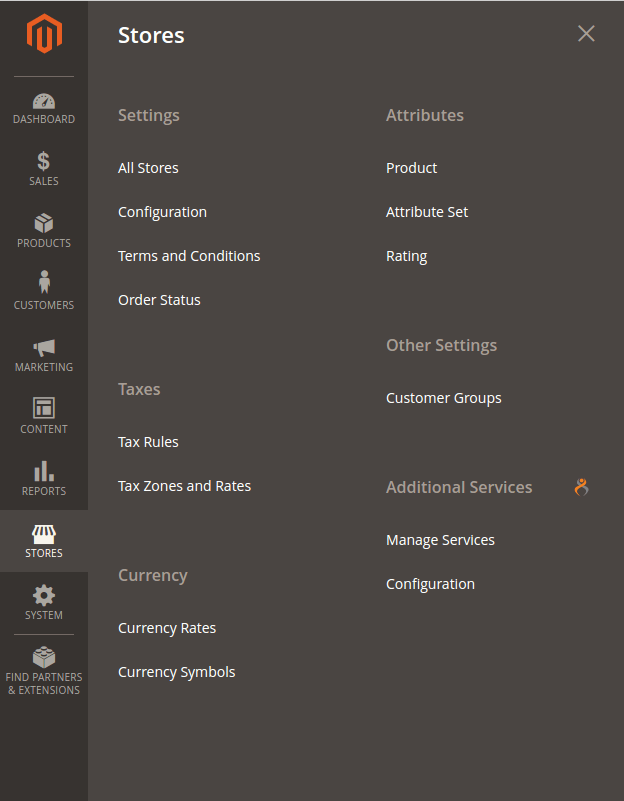 DASHBOARD
SALES
PRODUCTS
CUSTOMERS
MARKETING
CONTENT
REPORTS
STORES
SYSTEM
FIND PARTNERS
& EXTENSIONS
Stores
Settings
All Stores
Configuration
Terms and Conditions
Order Status
Taxes
Tax Rules
Tax Zones and Rates
Currency
Currency Rates
Currency Symbols
Attributes
Product
Attribute Set
Rating
Other Settings
Customer Groups
Additional Services
Manage Services
Configuration